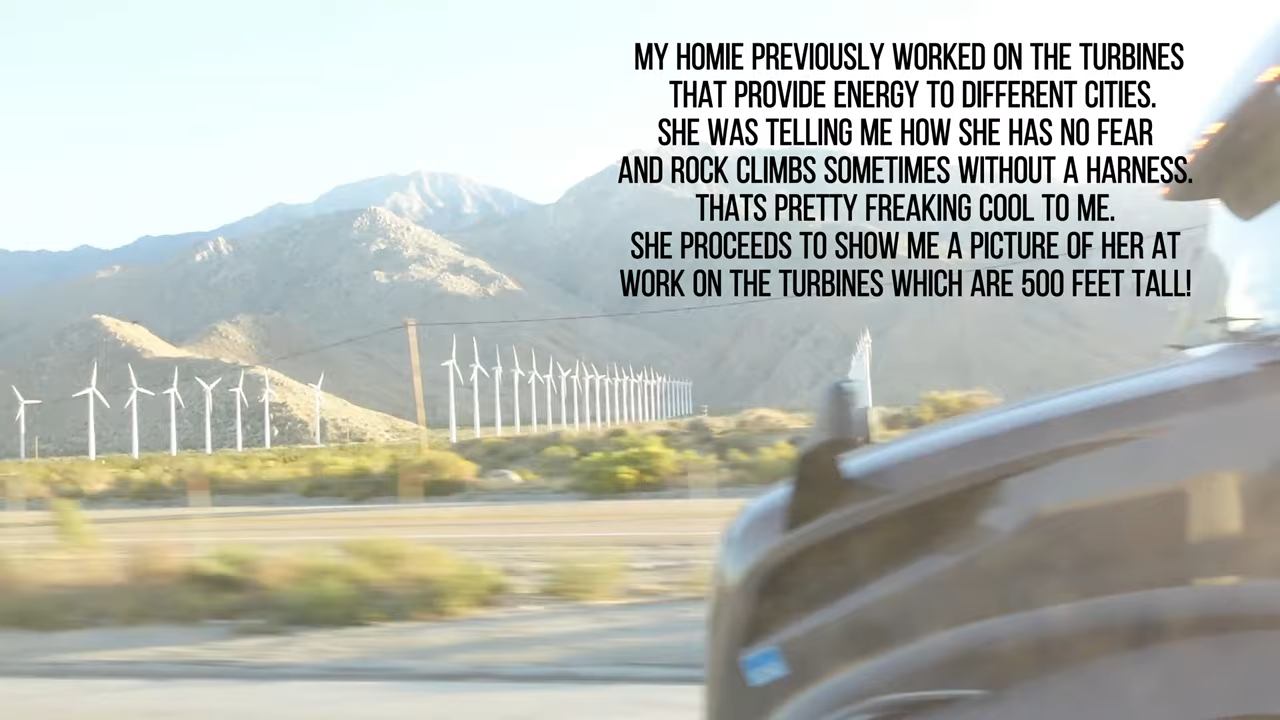 MY HOMIE PREVIOUSLY WORKED ON THE TURBINES
THAT PROVIDE ENERGY TO DIFFERENT CITIES.
SHE WAS TELLING ME HOW SHE HAS NO FEAR
AND ROCK CLIMBS SOMETIMES WITHOUT A HARNESS.
THATS PRETTY FREAKING COOL TO ME.
SHE PROCEEDS TO SHOW ME A PICTURE OF HER AT
WORK ON THE TURBINES WHICH ARE 500 FEET TALL!